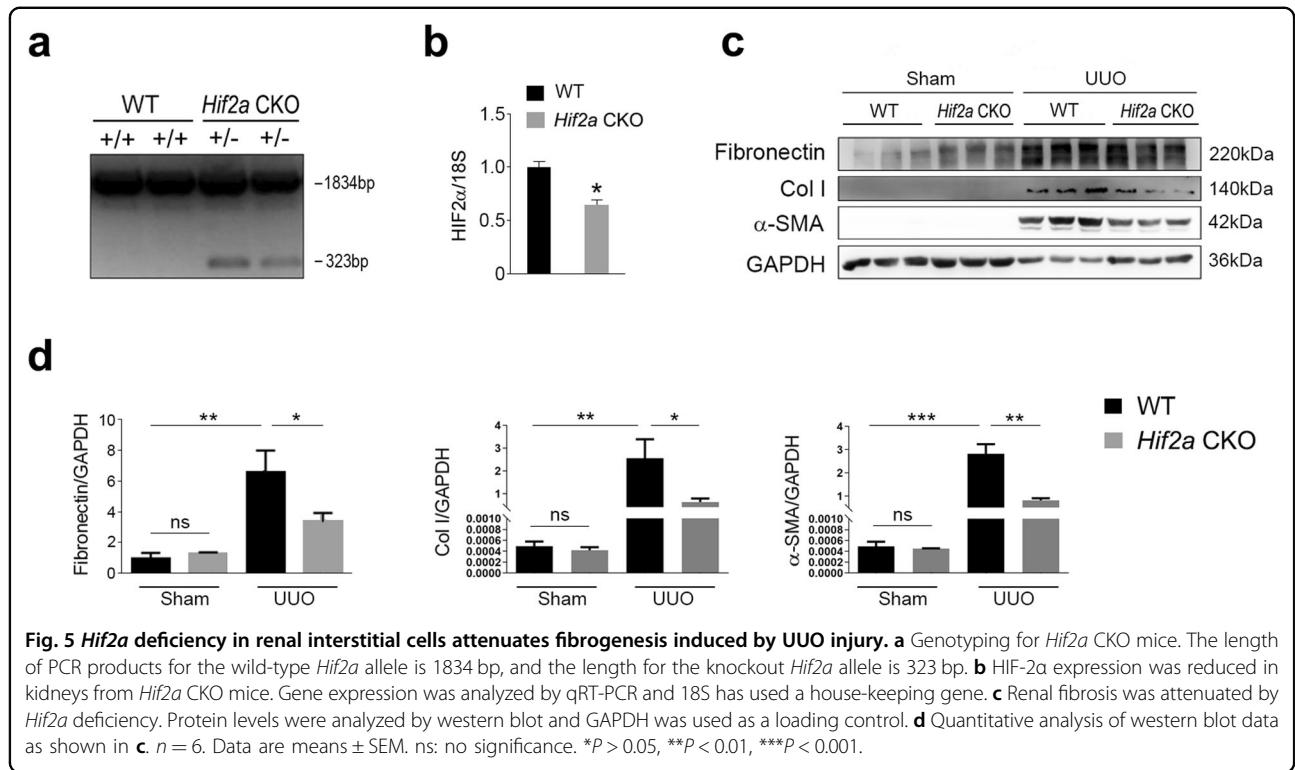 a
WT Hif2a CKO
+/+ +/+ +/- +/-
–1834bp
–323bp
b
WT
Hif2a CKO
HIF2α/18S
1.5
1.0
0.5
0
*
c
Sham UUO
WT Hif2a CKO WT Hif2a CKO
Fibronectin 220kDa
Col I 140kDa
α-SMA 42kDa
GAPDH 36kDa
d
Fibronectin/GAPDH
10
8
6
4
2
0
** *
ns
Sham UUO
Col I/GAPDH
4
3
2
1
0.0010
0.0008
0.0006
0.0004
0.0002
0.0000
** *
ns
Sham UUO
α-SMA/GAPDH
4
3
2
1
0.0010
0.0008
0.0006
0.0004
0.0002
0.0000
*** **
ns
Sham UUO
WT
Hif2a CKO
Fig. 5 Hif2a deficiency in renal interstitial cells attenuates fibrogenesis induced by UUO injury. a Genotyping for Hif2a CKO mice. The length
of PCR products for the wild-type Hif2a allele is 1834 bp, and the length for the knockout Hif2a allele is 323 bp. b HIF-2α expression was reduced in
kidneys from Hif2a CKO mice. Gene expression was analyzed by qRT-PCR and 18S has used a house-keeping gene. c Renal fibrosis was attenuated by
Hif2a deficiency. Protein levels were analyzed by western blot and GAPDH was used as a loading control. d Quantitative analysis of western blot data
as shown in c. n = 6. Data are means ± SEM. ns: no significance. *P > 0.05, **P < 0.01, ***P < 0.001.